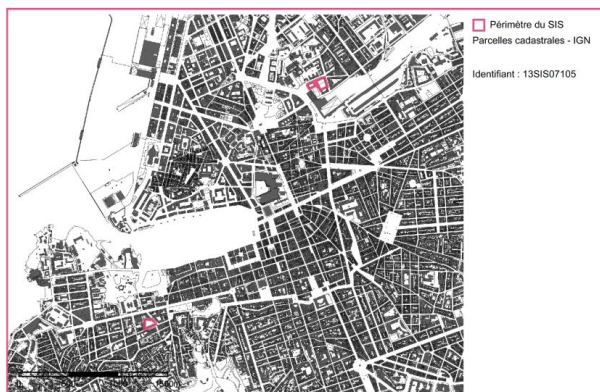 Périmètre du SIS
Parcelles cadastrales - IGN
Identifiant : 13SIS07105